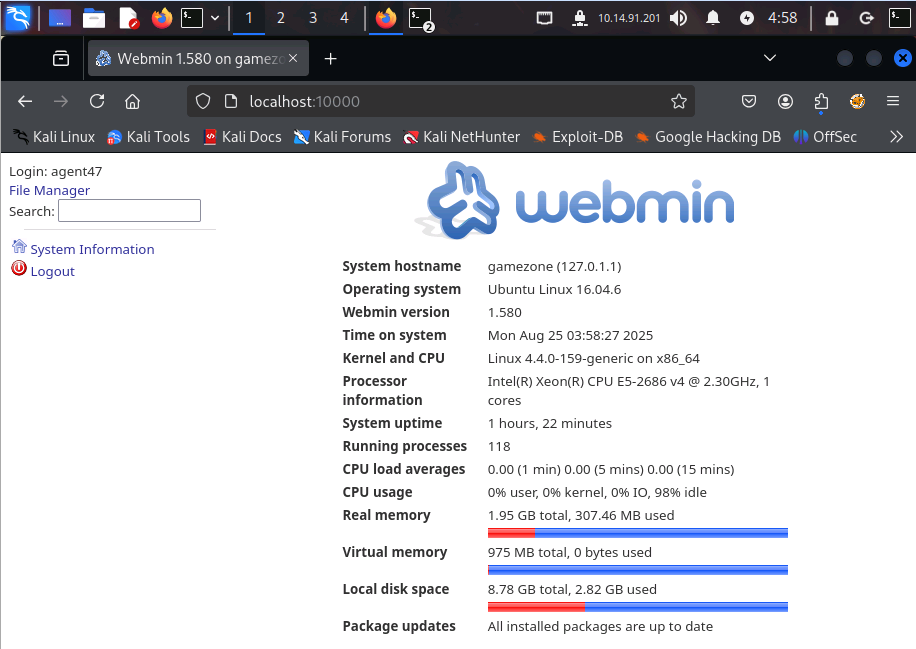 1 2 3 4
2
10.14.91.201
4:58
Webmin 1.580 on gamezo
localhost:10000
Kali Linux Kali Tools Kali Docs Kali Forums Kali NetHunter Exploit-DB Google Hacking DB OffSec
Login: agent47
File Manager
Search:
System Information
Logout
webmin
System hostname gamezone (127.0.1.1)
Operating system Ubuntu Linux 16.04.6
Webmin version 1.580
Time on system Mon Aug 25 03:58:27 2025
Kernel and CPU Linux 4.4.0-159-generic on x86_64
Processor information Intel(R) Xeon(R) CPU E5-2686 v4 @ 2.30GHz, 1
cores
System uptime 1 hours, 22 minutes
Running processes 118
CPU load averages 0.00 (1 min) 0.00 (5 mins) 0.00 (15 mins)
CPU usage 0% user, 0% kernel, 0% IO, 98% idle
Real memory 1.95 GB total, 307.46 MB used
Virtual memory 975 MB total, 0 bytes used
Local disk space 8.78 GB total, 2.82 GB used
Package updates All installed packages are up to date